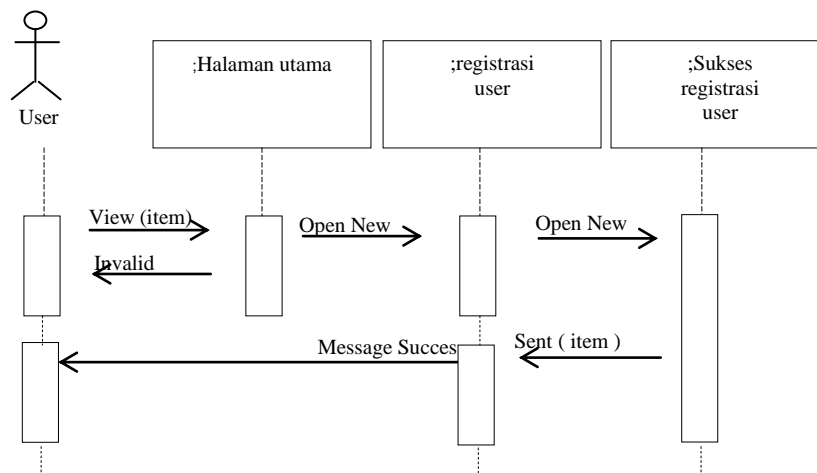 ;Halaman utama
;registrasi
user
;Sukses
registrasi
user
User
View (item)
Open New
Open New
Invalid
Message Succes
Sent ( item )